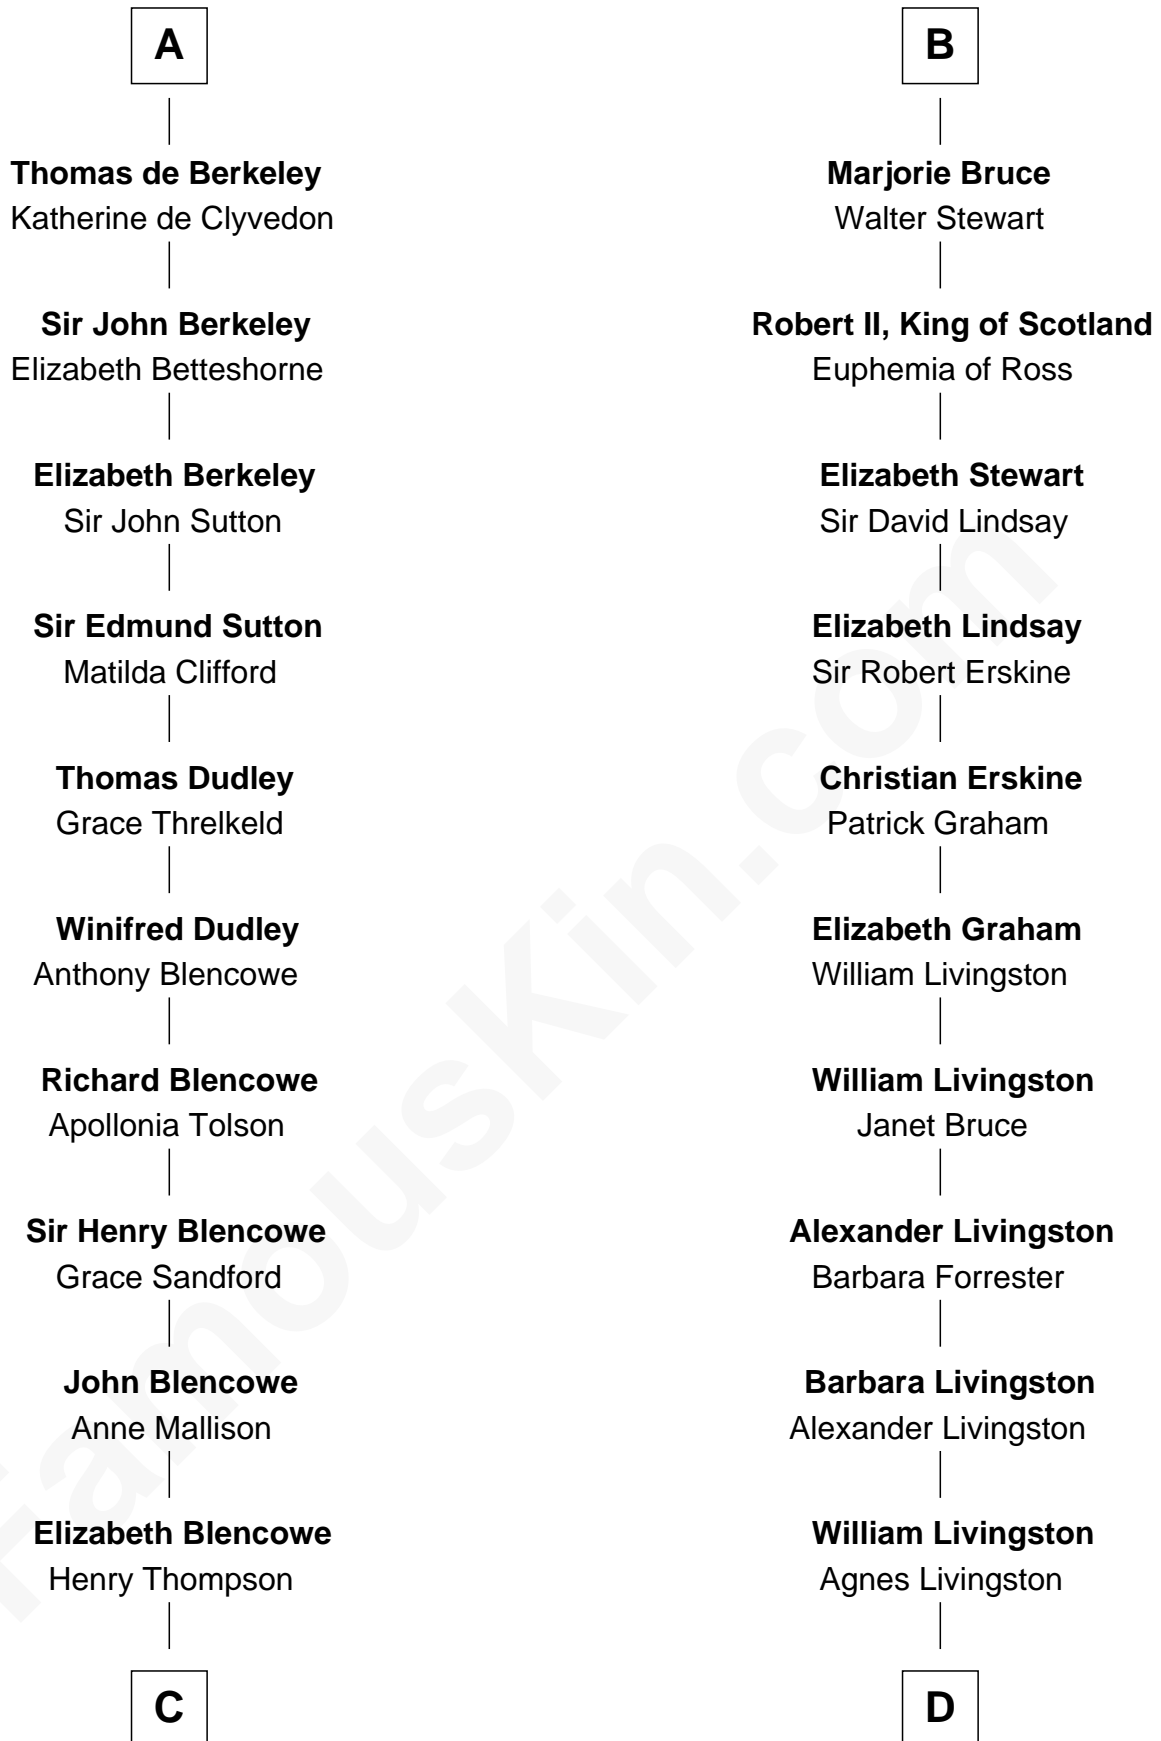 A
Thomas de Berkeley
Katherine de Clyvedon
Sir John Berkeley
Elizabeth Betteshorne
Elizabeth Berkeley
Sir John Sutton
Sir Edmund Sutton
Matilda Clifford
Thomas Dudley
Grace Threlkeld
Winifred Dudley
Anthony Blencowe
Richard Blencowe
Apollonia Tolson
Sir Henry Blencowe
Grace Sandford
John Blencowe
Anne Mallison
Elizabeth Blencowe
Henry Thompson
C
B
Marjorie Bruce
Walter Stewart
Robert II, King of Scotland
Euphemia of Ross
Elizabeth Stewart
Sir David Lindsay
Elizabeth Lindsay
Sir Robert Erskine
Christian Erskine
Patrick Graham
Elizabeth Graham
William Livingston
William Livingston
Janet Bruce
Alexander Livingston
Barbara Forrester
Barbara Livingston
Alexander Livingston
William Livingston
Agnes Livingston
D
FamousKin.com